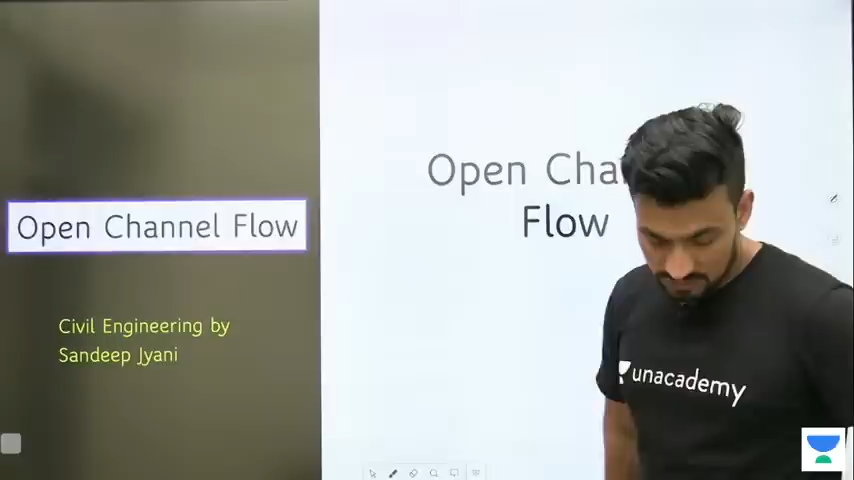 Open Channel Flow
Civil Engineering by
Sandeep Jyani
Open Cha
Flow
unacademy